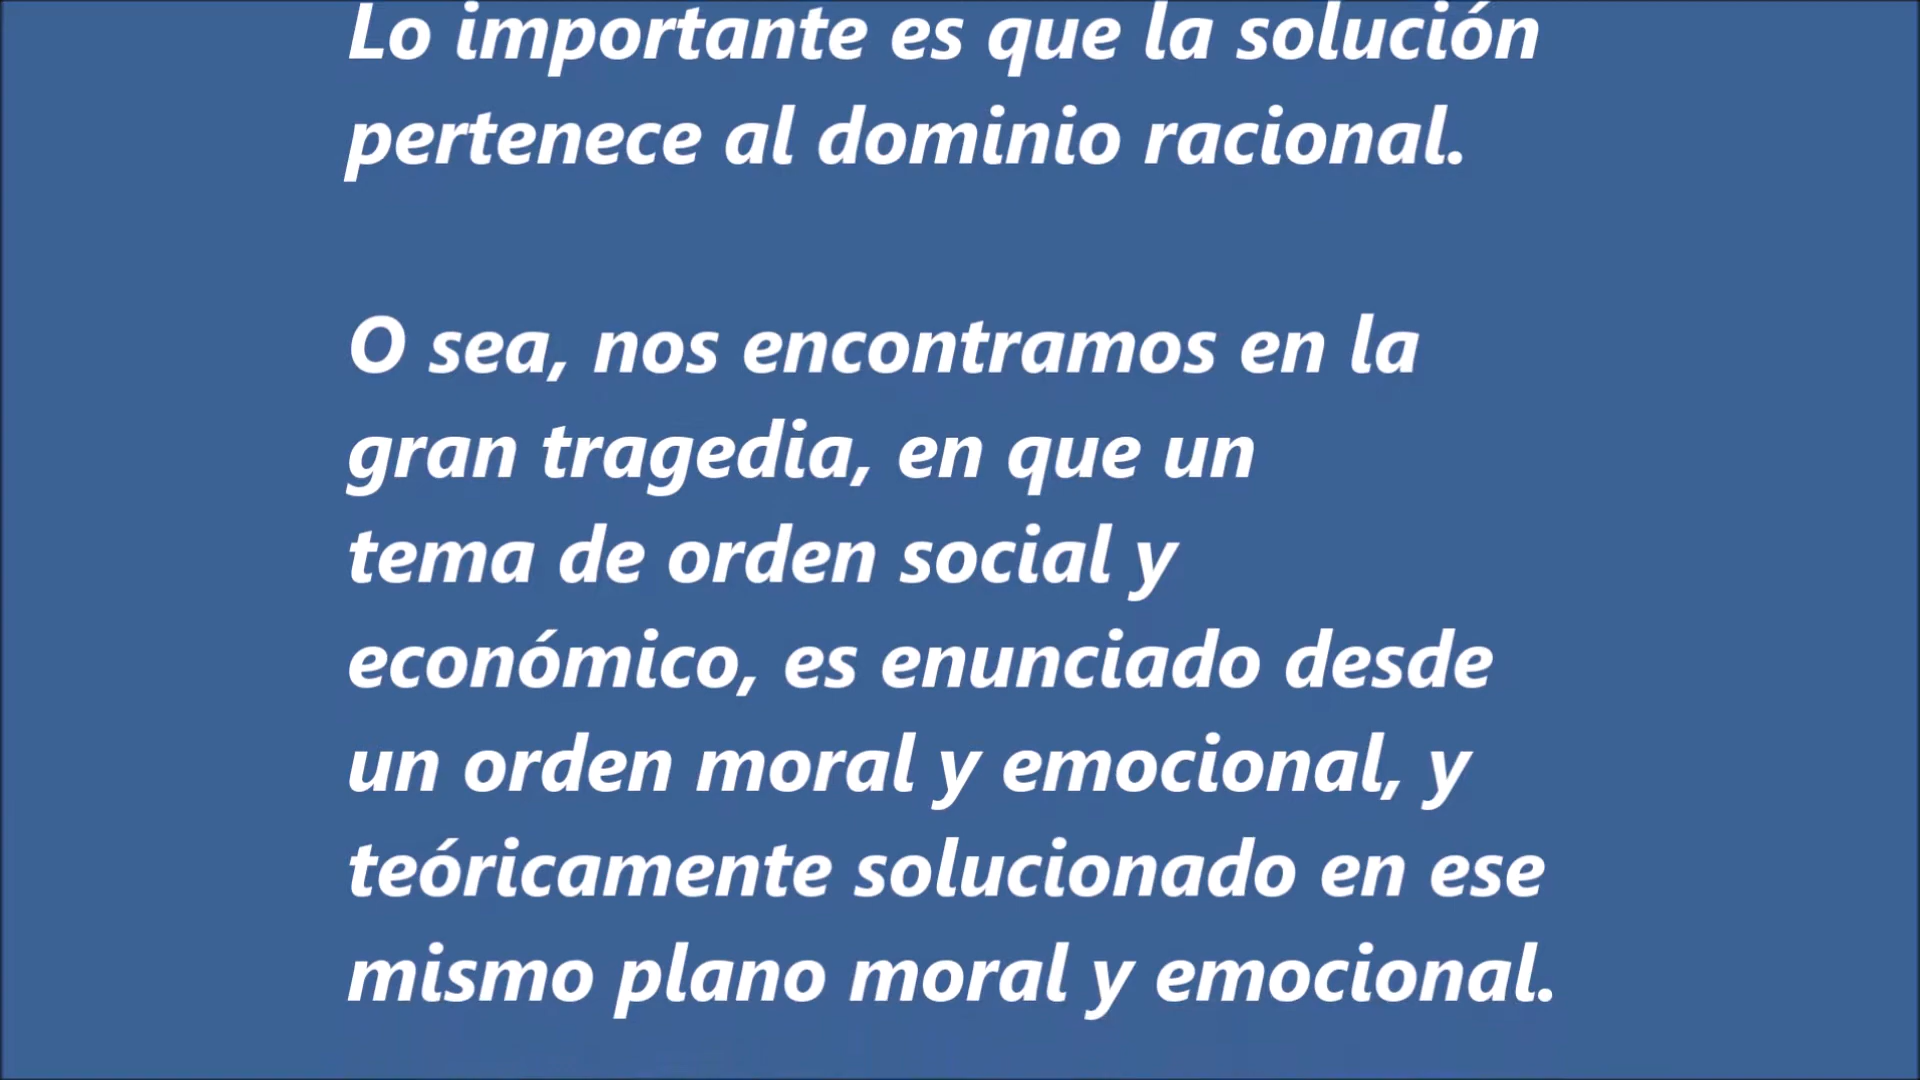 Lo importante es que la solución
pertenece al dominio racional.
O sea, nos encontramos en la
gran tragedia, en que un
tema de orden social y
económico, es enunciado desde
un orden moral y emocional, y
teóricamente solucionado en ese
mismo plano moral y emocional.